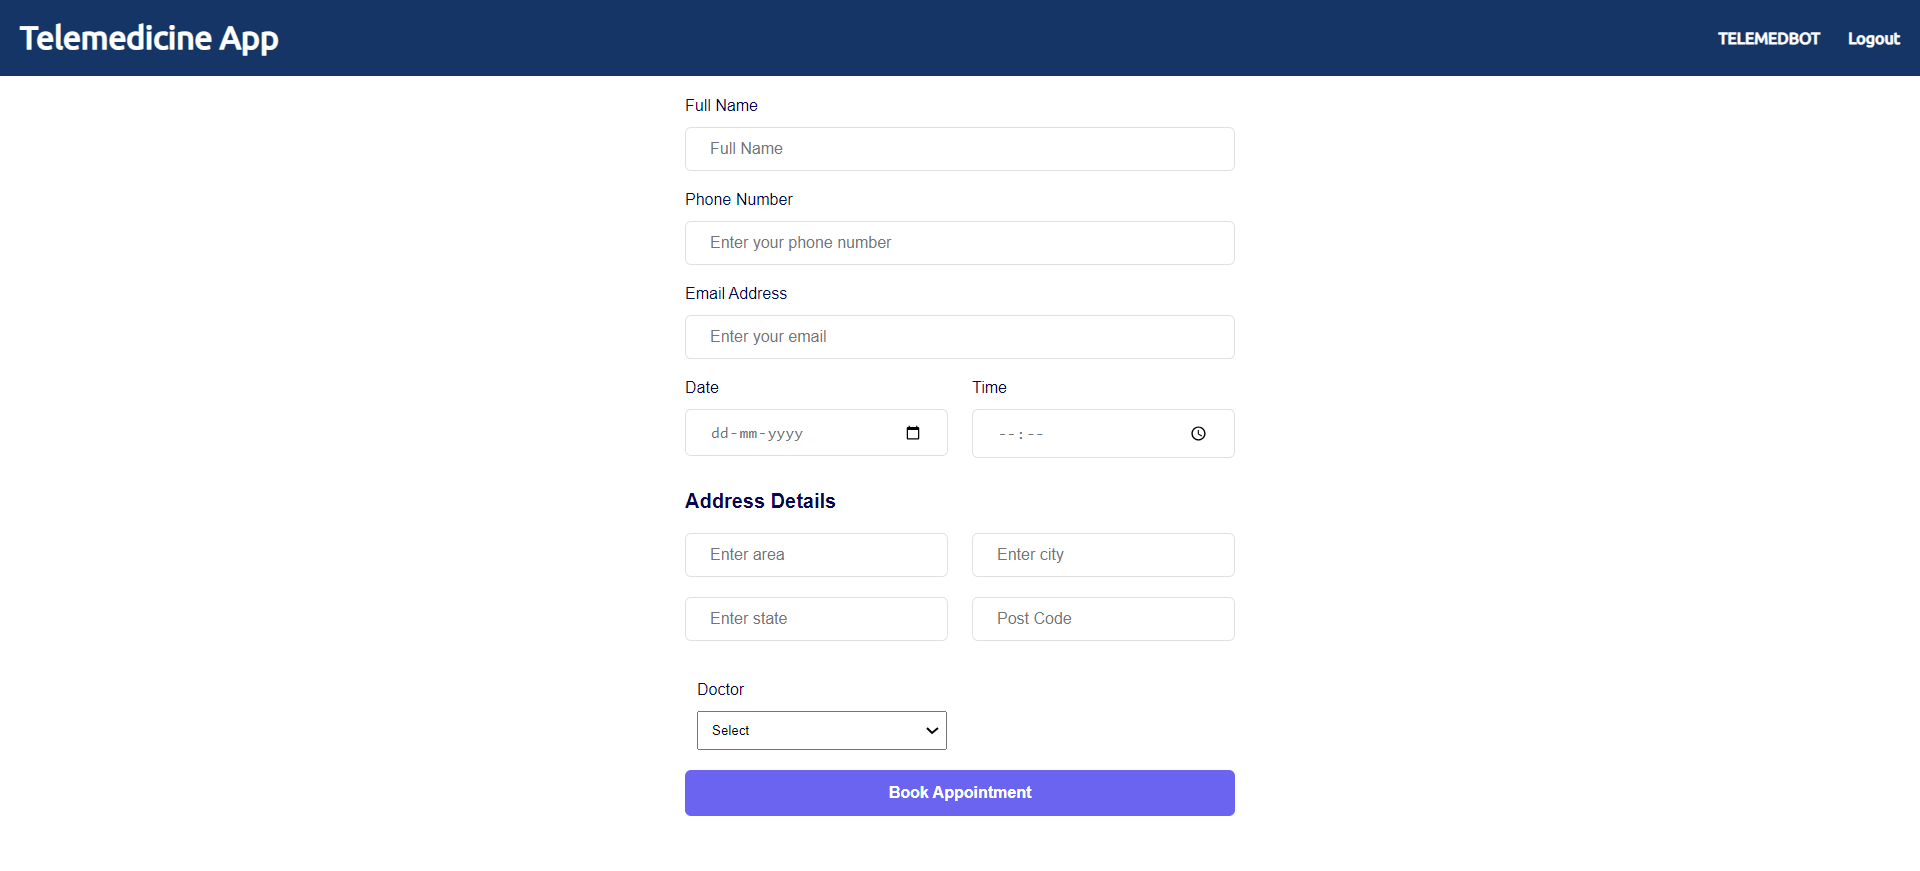 Telemedicine App
TELEMEDBOT Logout
Full Name
Full Name
Phone Number
Enter your phone number
Email Address
Enter your email
Date Time
dd-mm-yyyy --:--
Address Details
Enter area Enter city
Enter state Post Code
Doctor
Select
Book Appointment